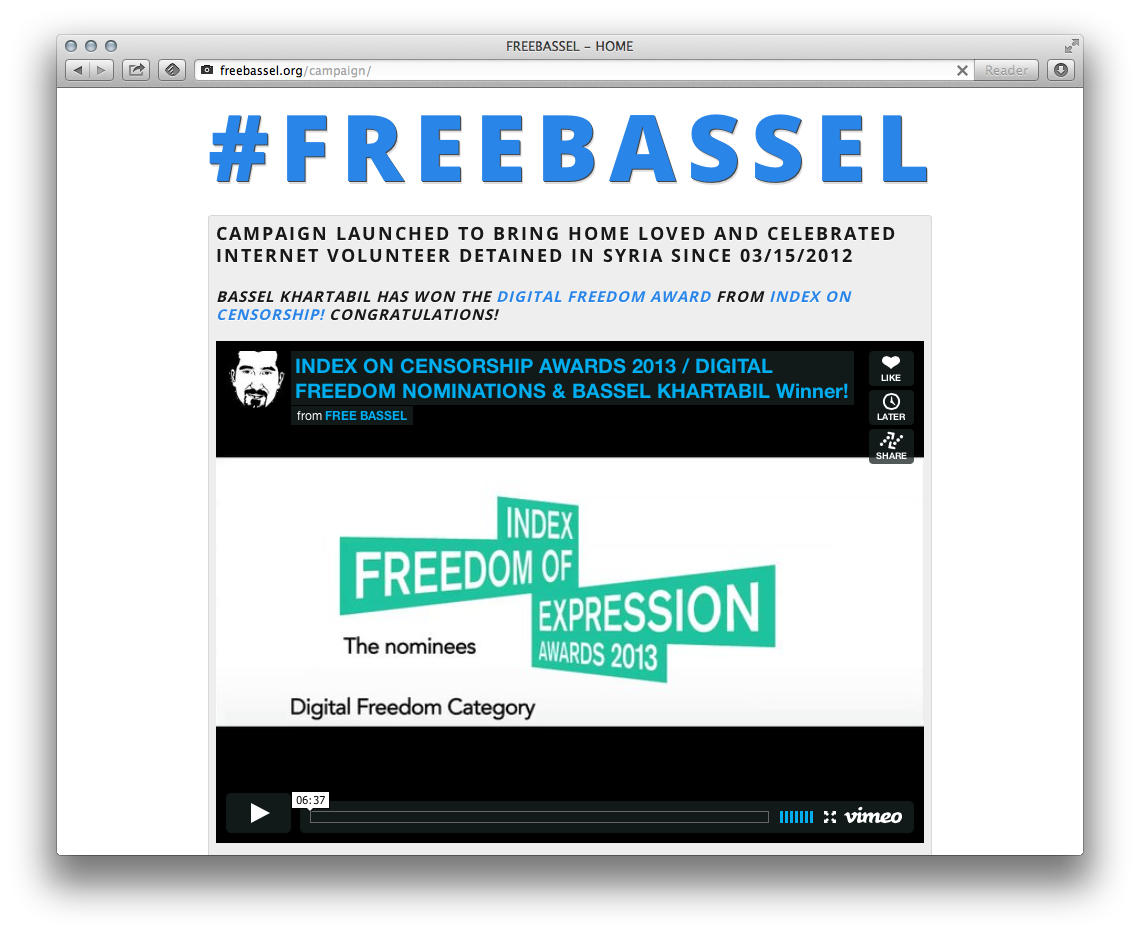 FREEBASSEL – HOME
freebassel.org/campaign/
Reader
#FREEBASSEL
CAMPAIGN LAUNCHED TO BRING HOME LOVED AND CELEBRATED
INTERNET VOLUNTEER DETAINED IN SYRIA SINCE 03/15/2012
BASSEL KHARTABIL HAS WON THE DIGITAL FREEDOM AWARD FROM INDEX ON
CENSORSHIP! CONGRATULATIONS!
INDEX ON CENSORSHIP AWARDS 2013 / DIGITAL
FREEDOM NOMINATIONS & BASSEL KHARTABIL Winner!
from FREE BASSEL
LIKE
LATER
SHARE
INDEX
FREEDOM OF
EXPRESSION
AWARDS 2013
The nominees
Digital Freedom Category
06:37
vimeo